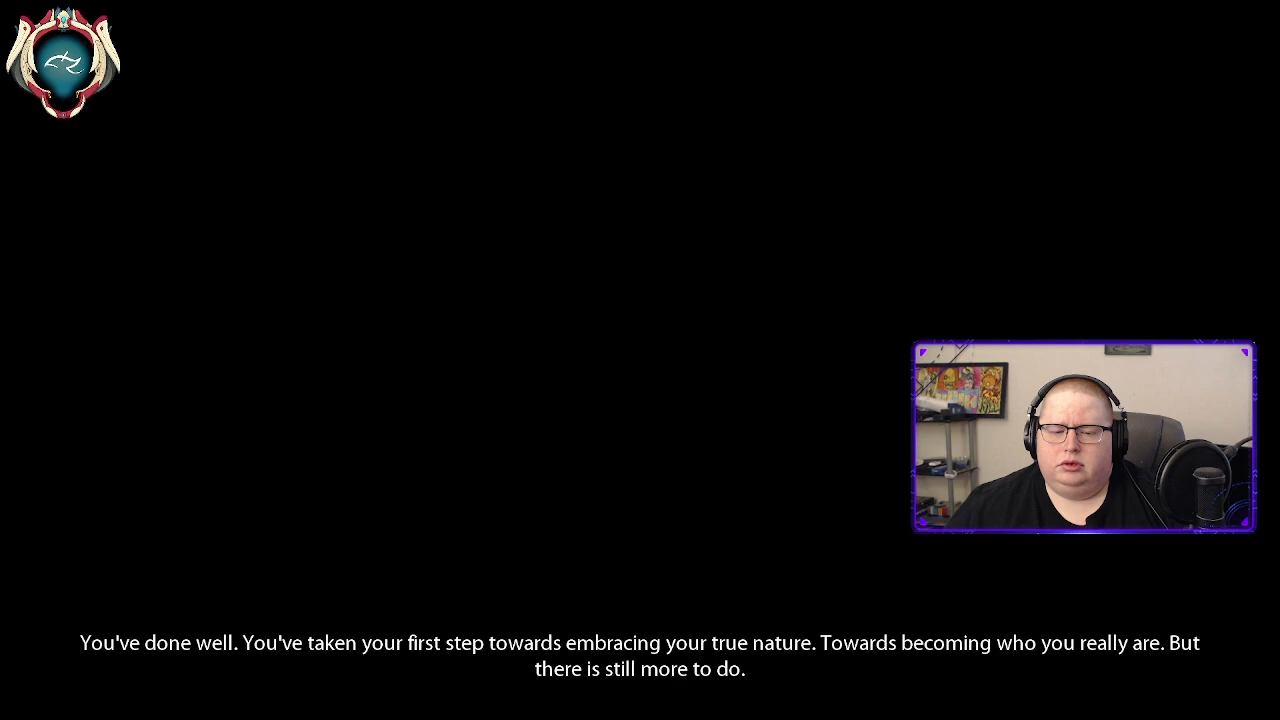 You've done well. You've taken your first step towards embracing your true nature. Towards becoming who you really are. But
there is still more to do.